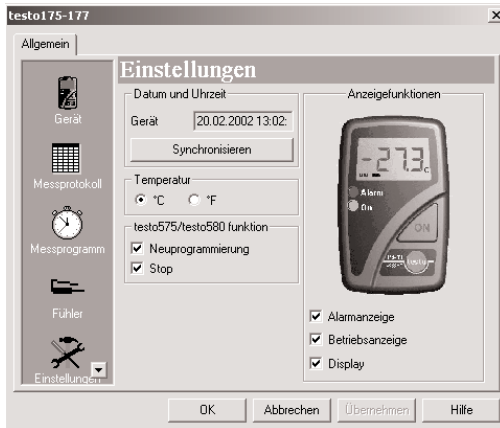 testo175-177
Allgemein
Gerät
Messprotokoll
Messprogramm
Fühler
Einstellungen
Einstellungen
Datum und Uhrzeit
Gerät
20.02.2002 13:02:
Synchronisieren
Temperatur
°C
°F
testo575/testo580 funktion
Neuprogrammierung
Stop
Anzeigefunktionen
-27.3
°C
Alarm
On
ON
testo
Alarmanzeige
Betriebsanzeige
Display
OK
Abbrechen
Übernehmen
Hilfe